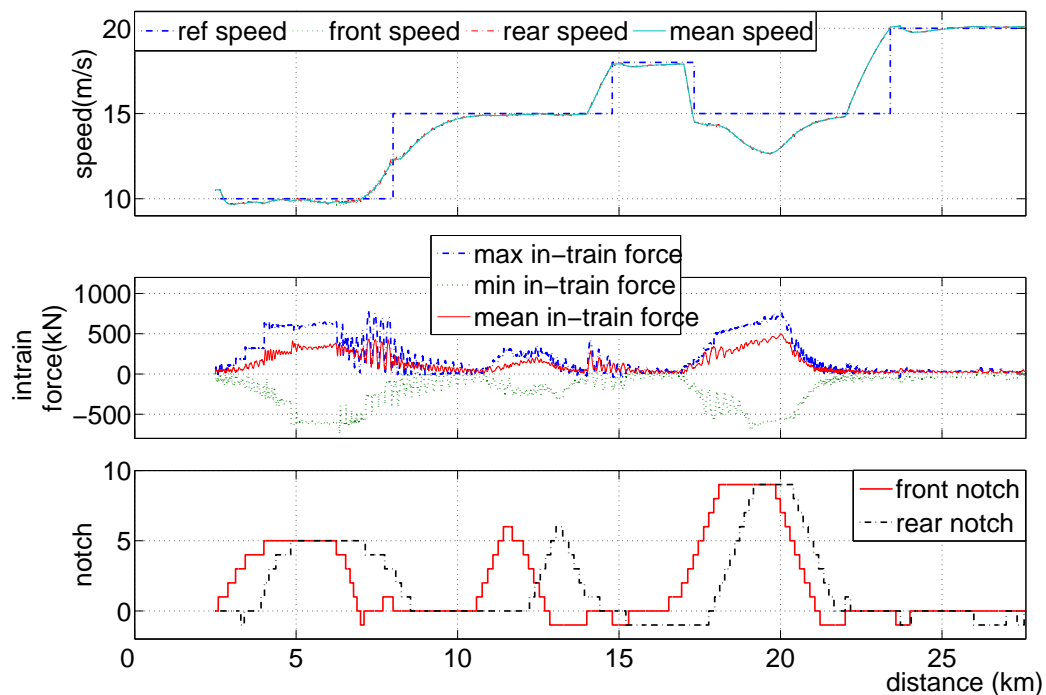 ref speed front speed rear speed mean speed
20
15
10
speed(m/s)
max in−train force
min in−train force
mean in−train force
1000
500
0
−500
intrain
force(kN)
front notch
rear notch
10
5
0
notch
0 5 10 15 20 25
distance (km)